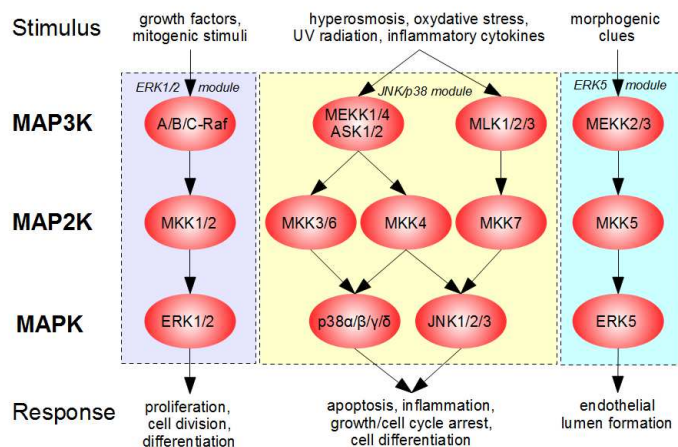 Stimulus
growth factors,
mitogenic stimuli
hyperosmosis, oxydative stress,
UV radiation, inflammatory cytokines
morphogenic
clues
ERK1/2
module
JNK/p38 module
ERK5 module
MAP3K
A/B/C-Raf
MEKK1/4
ASK1/2
MLK1/2/3
MEKK2/3
MAP2K
MKK1/2
MKK3/6
MKK4
MKK7
MKK5
MAPK
ERK1/2
p38α/β/γ/δ
JNK1/2/3
ERK5
Response
proliferation,
cell division,
differentiation
apoptosis, inflammation,
growth/cell cycle arrest,
cell differentiation
endothelial
lumen formation